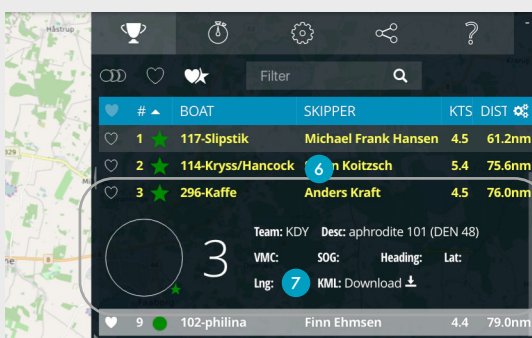 Håstrup
?
Filter
# BOAT SKIPPER KTS DIST
329
1 117-Slipstik Michael Frank Hansen 4.5 61.2nm
2 114-Kryss/Hancock 6 Koitzsch 5.4 75.6nm
3 296-Kaffe Anders Kraft 4.5 76.0nm
Team: KDY Desc: aphrodite 101 (DEN 48)
3
VMC: SOG: Heading: Lat:
Lng: 7 KML: Download
9 102-philina Finn Ehmsen 4.4 79.0nm